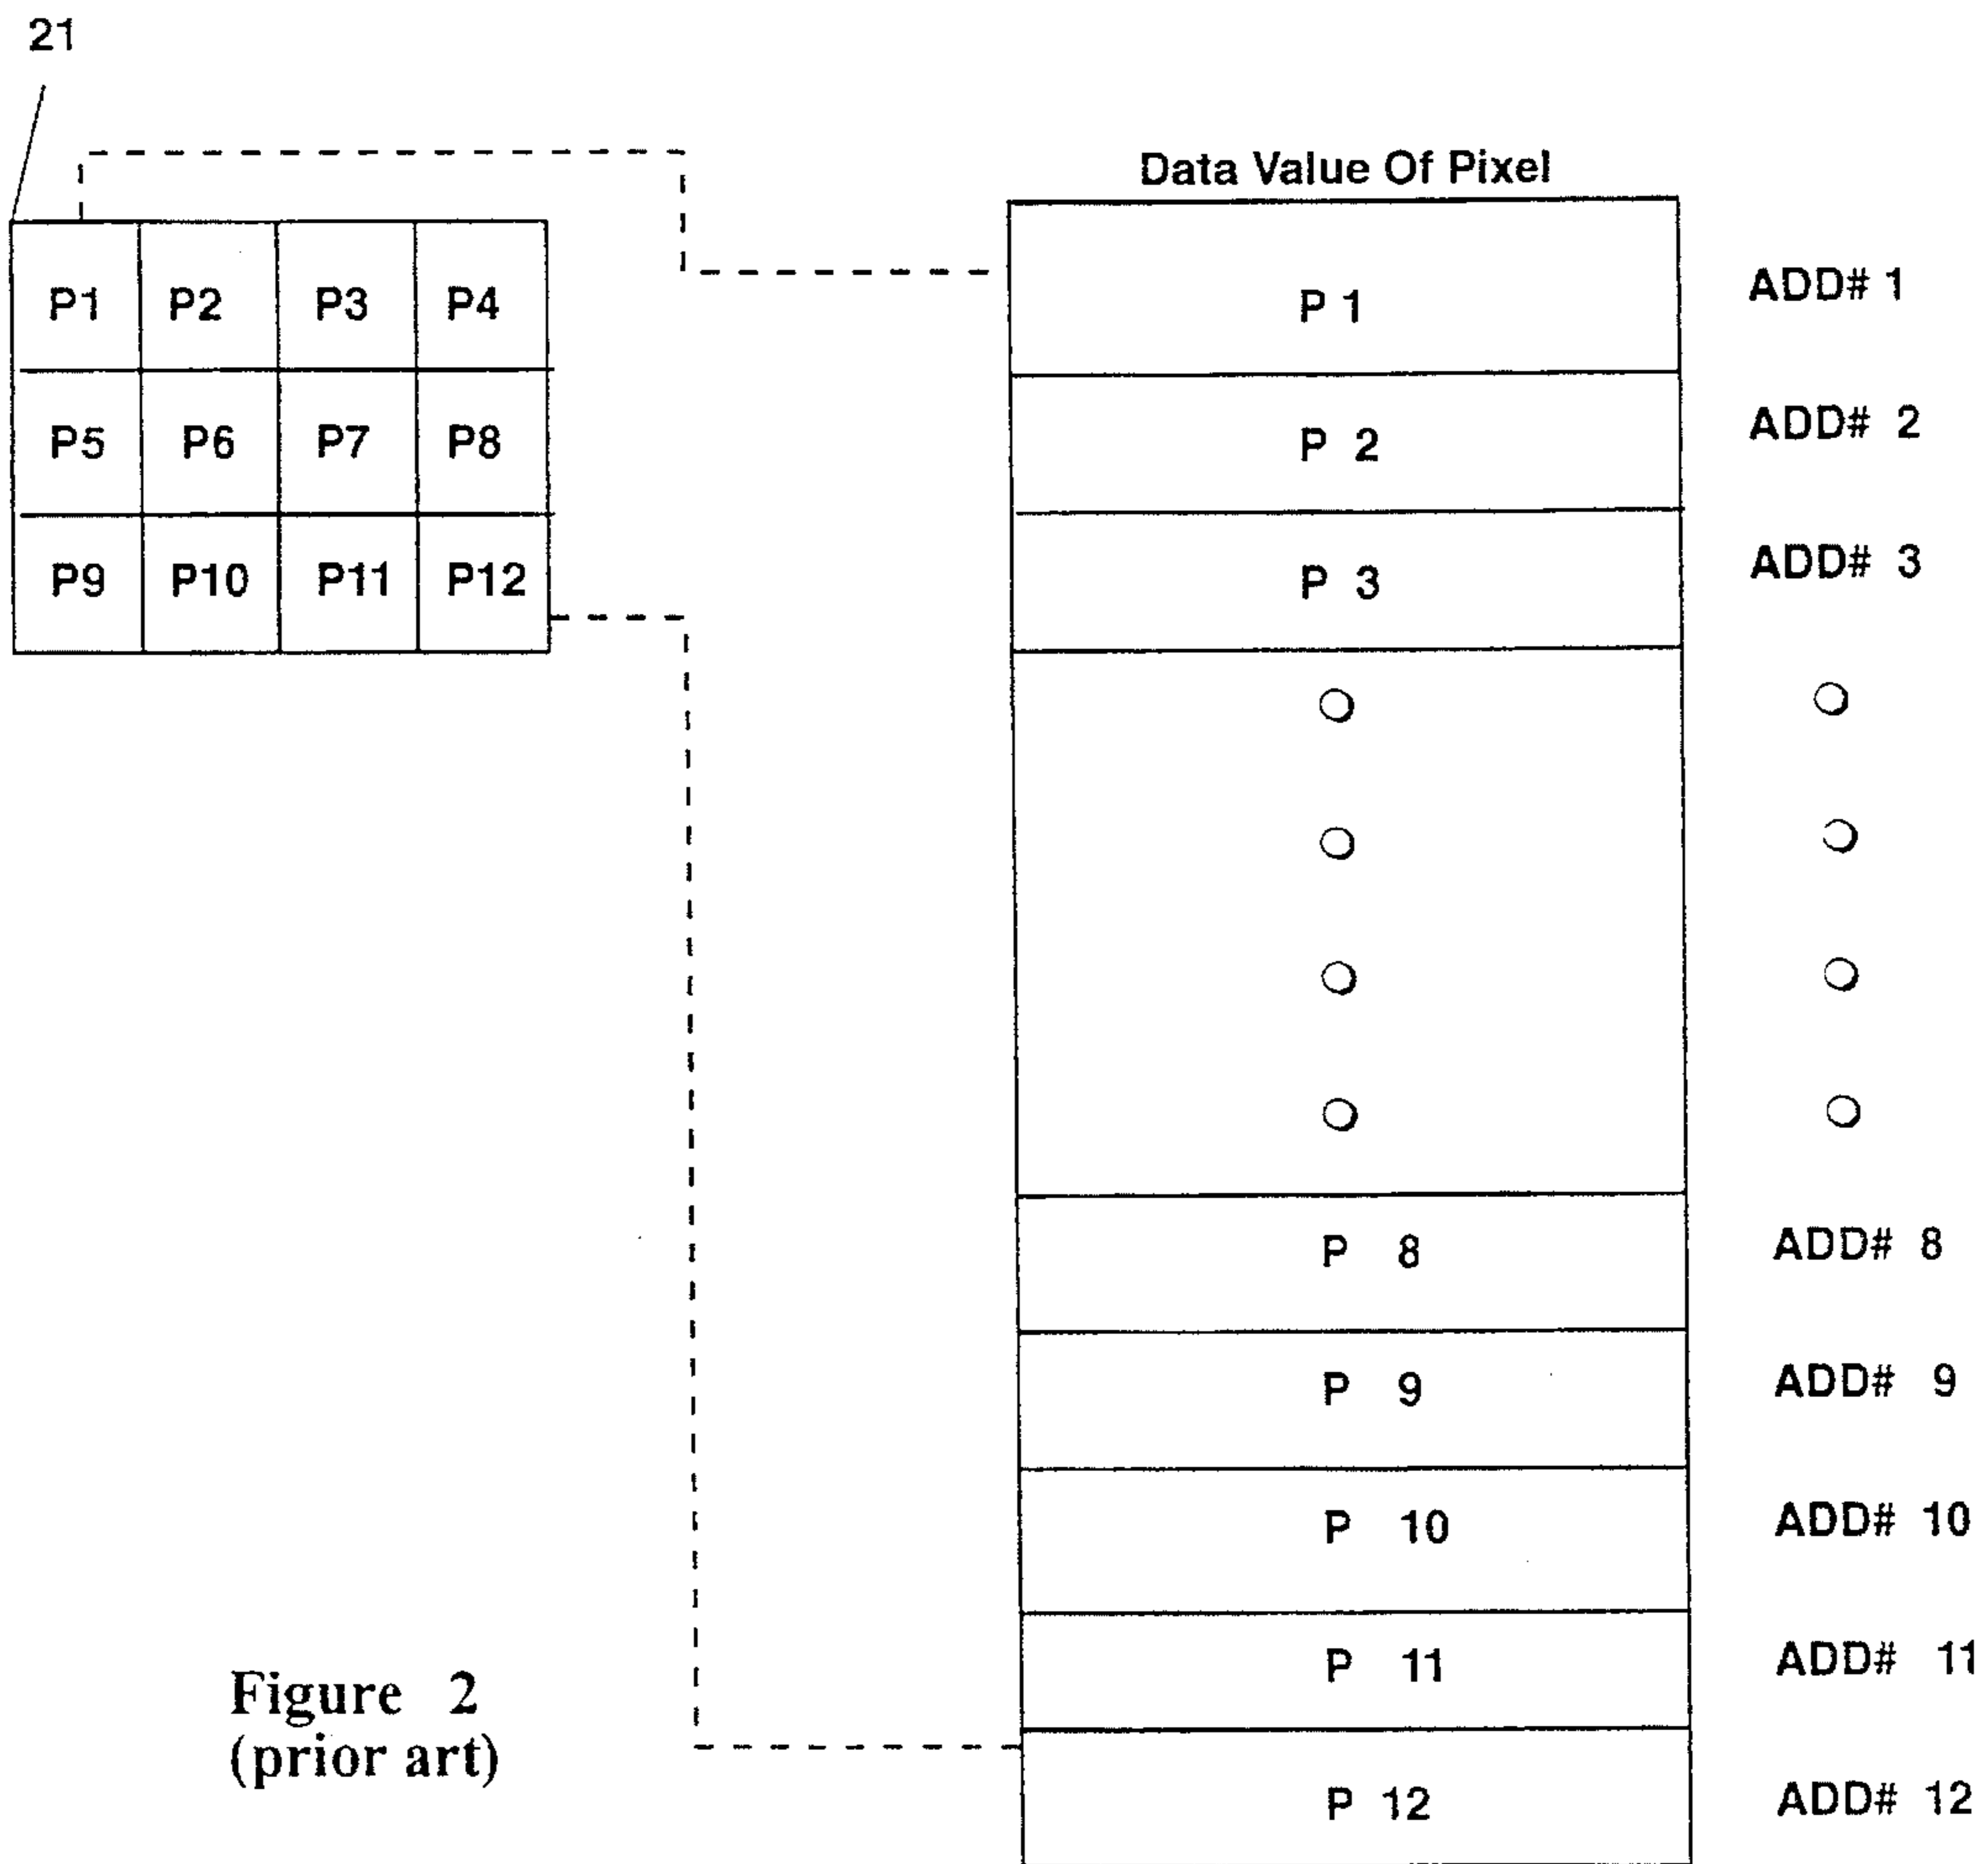 21
P1 P2 P3 P4
P5 P6 P7 P8
P9 P10 P11 P12
Data Value Of Pixel
P 1 ADD# 1
P 2 ADD# 2
P 3 ADD# 3
P 8 ADD# 8
P 9 ADD# 9
P 10 ADD# 10
P 11 ADD# 11
P 12 ADD# 12
Figure 2
(prior art)